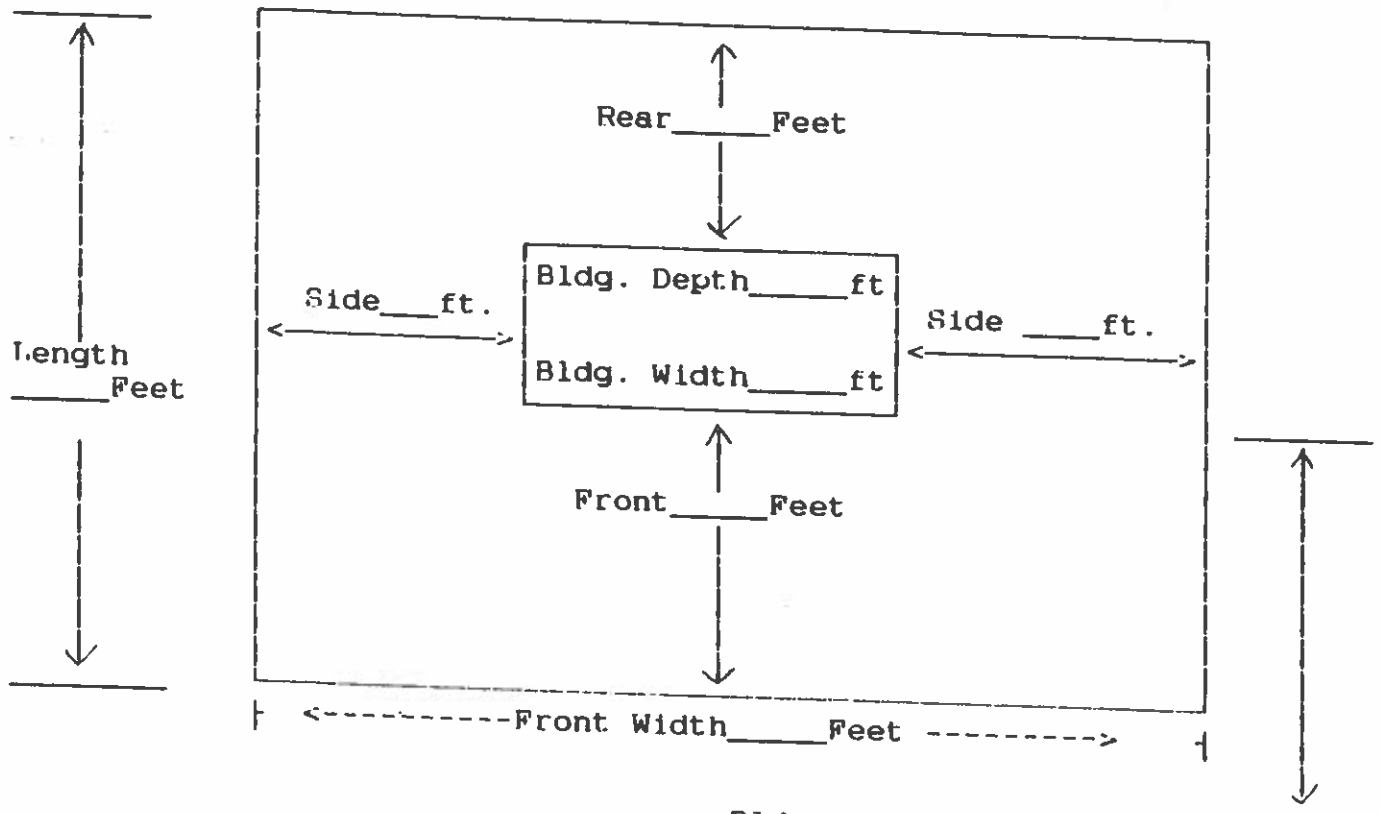 Rear_____Feet
Bldg. Depth_____ft
Side___ft.
Side ____ft.
Length
_____Feet
Bldg. Width_____ft
Front_____Feet
Front Width_____Feet